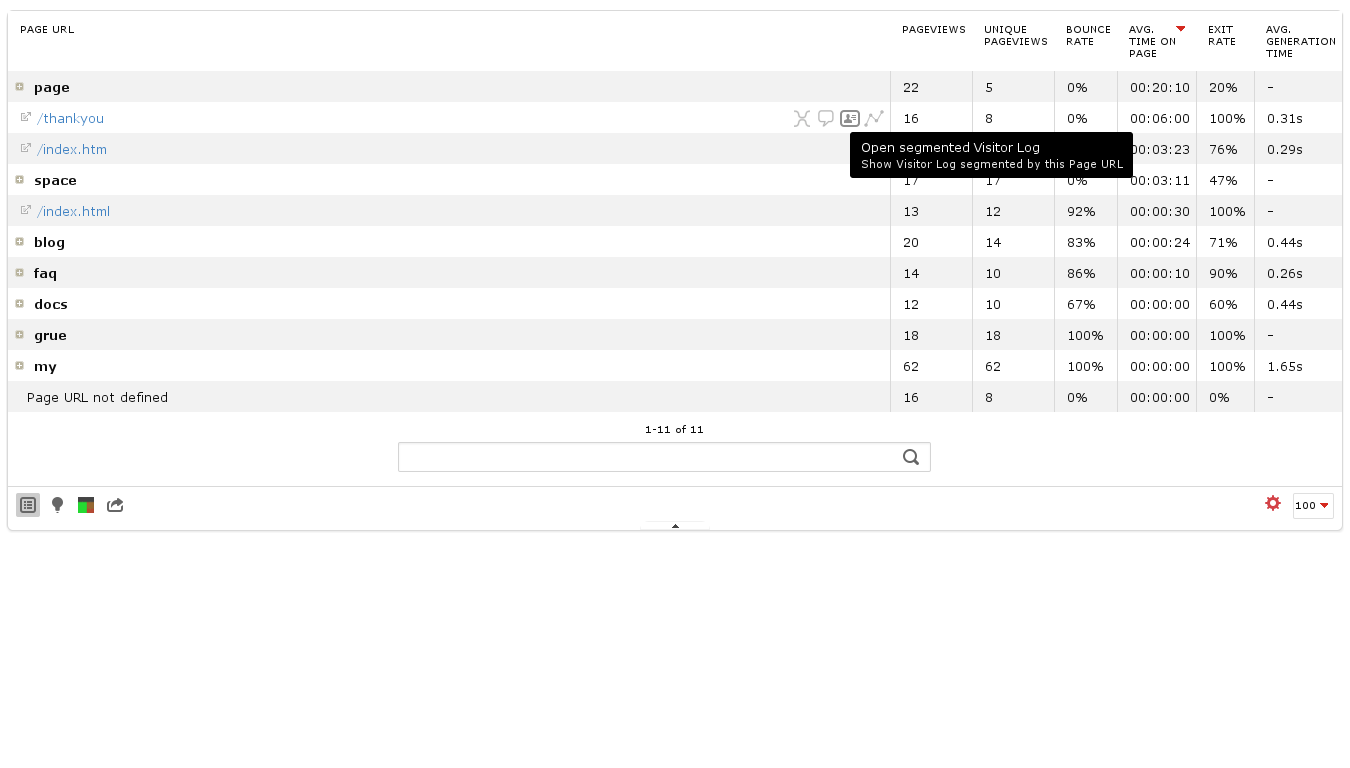 PAGE URL PAGEVIEWS UNIQUE PAGEVIEWS BOUNCE RATE AVG. TIME ON PAGE EXIT RATE AVG. GENERATION TIME
page 22 5 0% 00:20:10 20% -
/thankyou 16 8 0% 00:06:00 100% 0.31s
Open segmented Visitor Log
Show Visitor Log segmented by this Page URL
/index.htm 00:03:23 76% 0.29s
space 17 17 0% 00:03:11 47% -
/index.html 13 12 92% 00:00:30 100% -
blog 20 14 83% 00:00:24 71% 0.44s
faq 14 10 86% 00:00:10 90% 0.26s
docs 12 10 67% 00:00:00 60% 0.44s
grue 18 18 100% 00:00:00 100% -
my 62 62 100% 00:00:00 100% 1.65s
Page URL not defined 16 8 0% 00:00:00 0% -
1-11 of 11
100